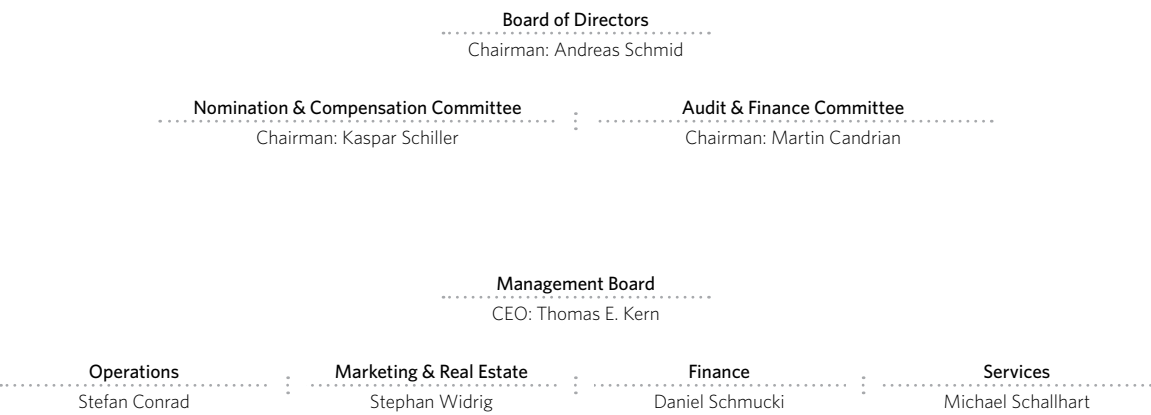 Board of Directors
Chairman: Andreas Schmid
Nomination & Compensation Committee
Chairman: Kaspar Schiller
Audit & Finance Committee
Chairman: Martin Candrian
Management Board
CEO: Thomas E. Kern
Operations
Stefan Conrad
Marketing & Real Estate
Stephan Widrig
Finance
Daniel Schmucki
Services
Michael Schallhart